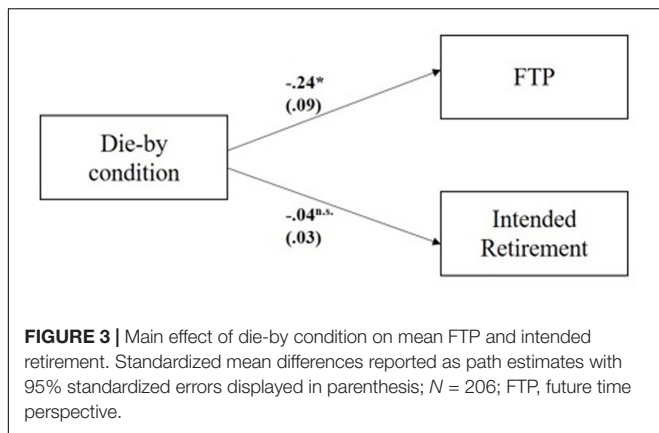 -.24*
(.09)
FTP
Die-by
condition
-.04n.s.
(.03)
Intended
Retirement
FIGURE 3 | Main effect of die-by condition on mean FTP and intended
retirement. Standardized mean differences reported as path estimates with
95% standardized errors displayed in parenthesis; N = 206; FTP, future time
perspective.